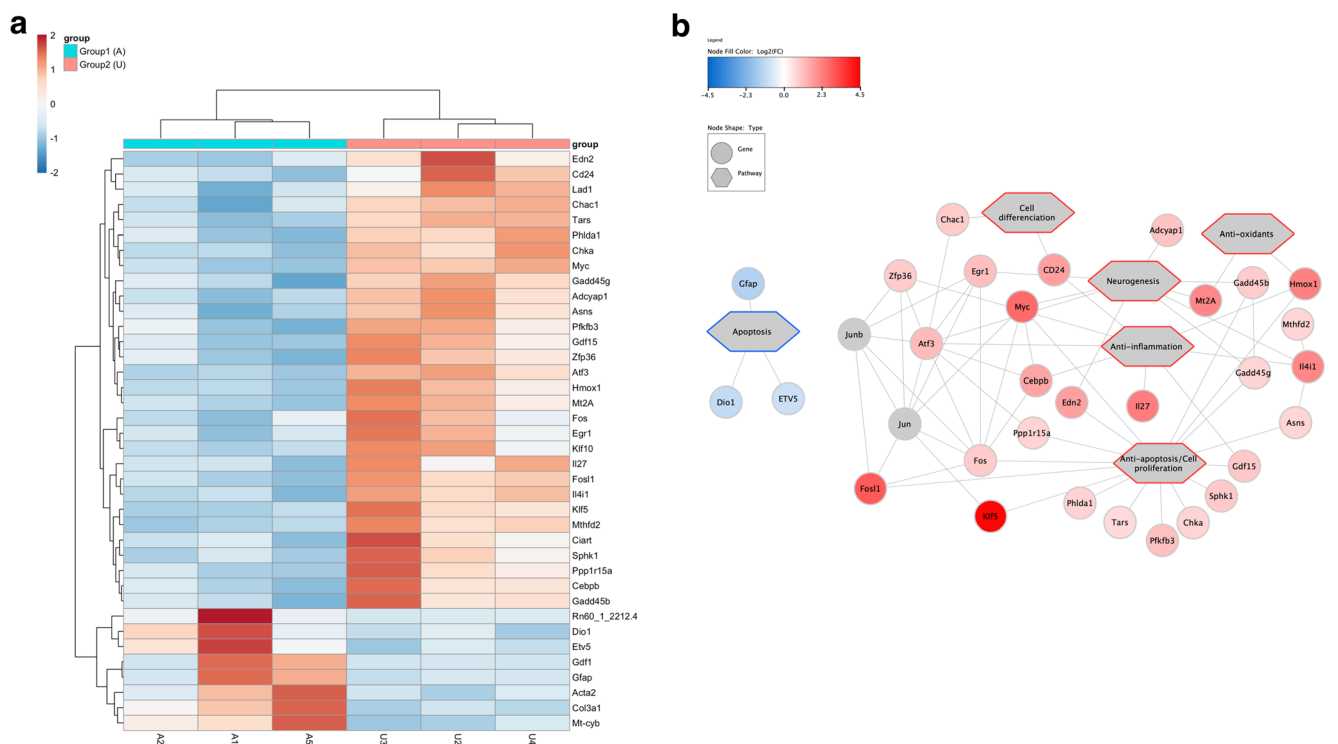 a
2
1
0
-1
-2
group
Group1 (A)
Group2 (U)
group
Edn2
Cd24
Lad1
Chac1
Tars
Phlda1
Chka
Myc
Gadd45g
Adcyap1
Asns
Pfkfb3
Gdf15
Zfp36
Atf3
Hmox1
Mt2A
Fos
Egr1
Klf10
Il27
Fosl1
Il4i1
Klf5
Mthfd2
Ciart
Sphk1
Ppp1r15a
Cebpb
Gadd45b
Rn60_1_2212.4
Dio1
Etv5
Gdf1
Gfap
Acta2
Col3a1
Mt-cyb
A2 A1 A5 U3 U2 U4
b
Legend
Node Fill Color: Log2(FC)
-4.5 -2.3 0.0 2.3 4.5
Node Shape: Type
Gene
Pathway
Gfap
Apoptosis
Dio1
ETV5
Chac1
Cell
differenciation
Adcyap1
Anti-oxidants
Zfp36
Egr1
CD24
Neurogenesis
Gadd45b
Hmox1
Mt2A
Myc
Mthfd2
Junb
Atf3
Anti-inflammation
Gadd45g
Il4i1
Cebpb
Edn2
Il27
Jun
Ppp1r15a
Asns
Fos
Anti-apoptosis/Cell
proliferation
Gdf15
Fosl1
Klf5
Phlda1
Sphk1
Tars
Chka
Pfkfb3